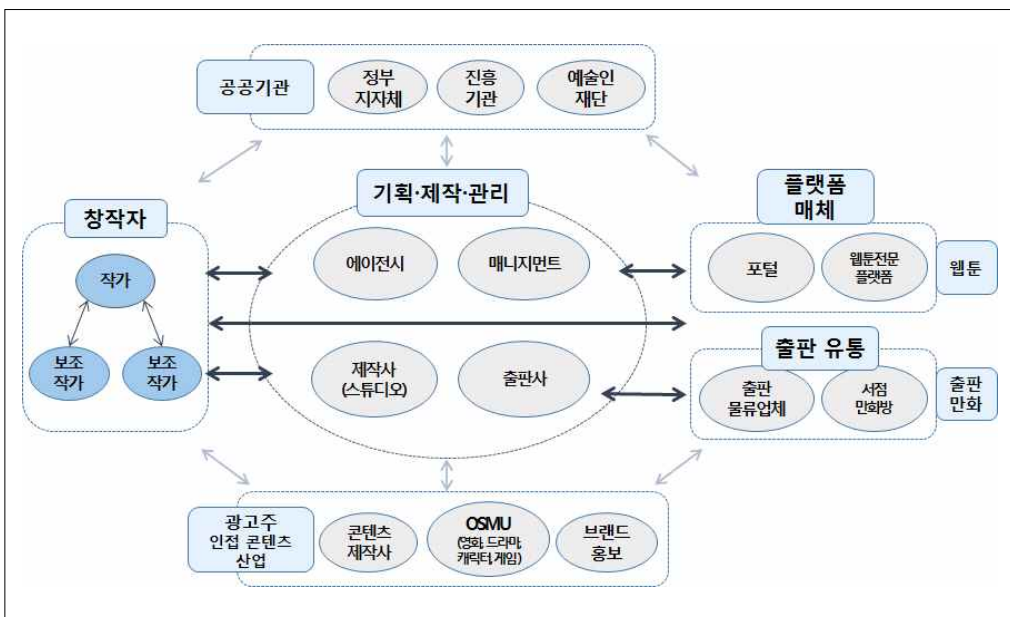 공공기관
정부
지자체
진흥
기관
예술인
재단
기획·제작·관리
플랫폼
매체
창작자
작가
보조
작가
보조
작가
에이전시
매니지먼트
포털
웹툰전문
플랫폼
웹툰
제작사
(스튜디오)
출판사
출판 유통
출판
물류업체
서점
만화방
출판
만화
광고주
인접 콘텐츠
산업
콘텐츠
제작사
OSMU
(영화, 드라마,
캐릭터, 게임)
브랜드
홍보